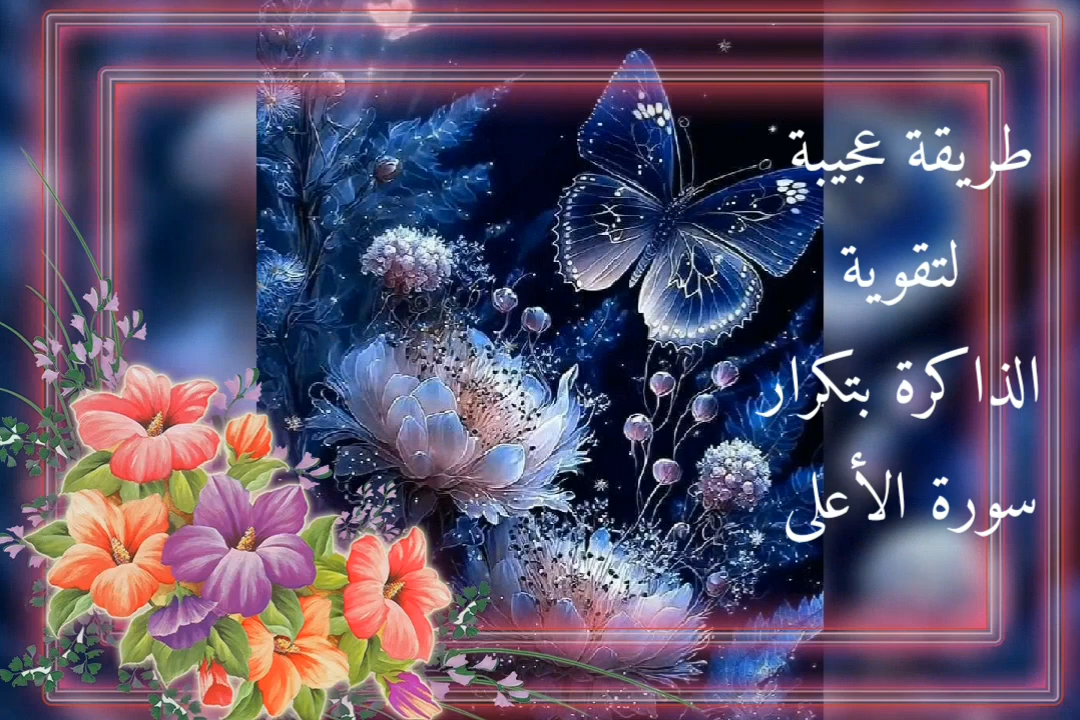 طريقة عجيبة
لتقوية
الذاكرة بتكرار
سورة الأعلى